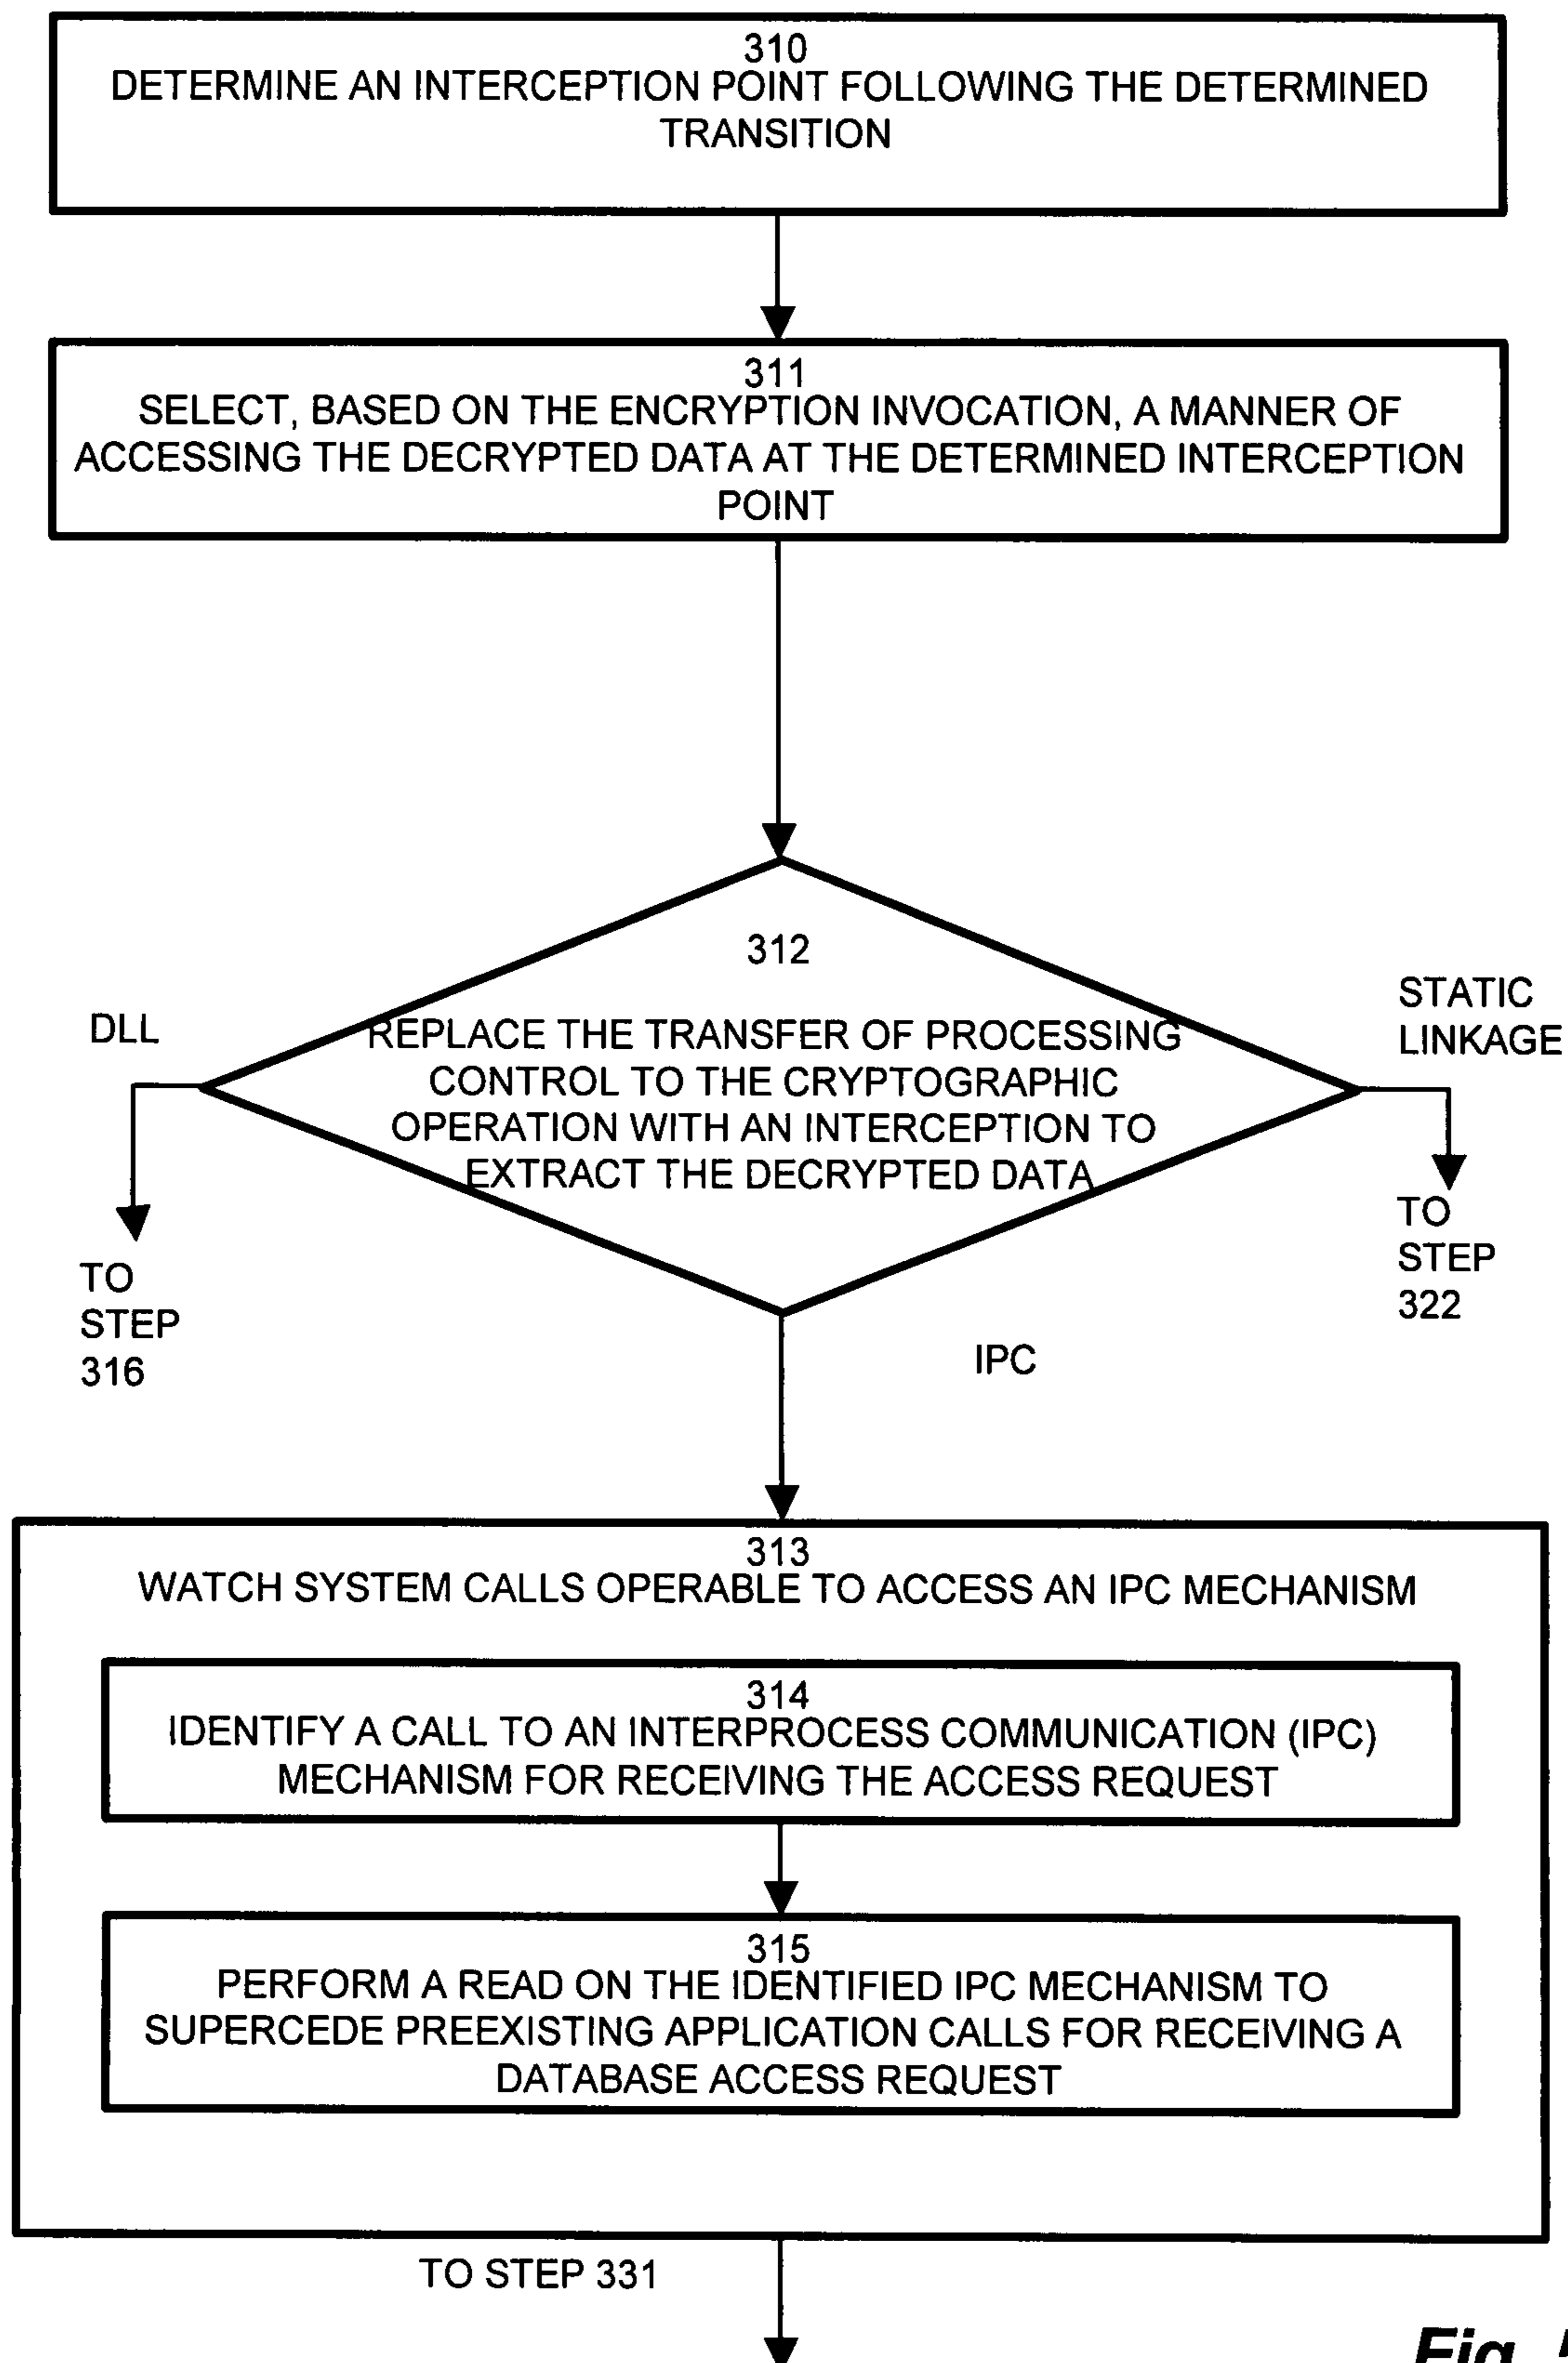 310
DETERMINE AN INTERCEPTION POINT FOLLOWING THE DETERMINED
TRANSITION
311
SELECT, BASED ON THE ENCRYPTION INVOCATION, A MANNER OF
ACCESSING THE DECRYPTED DATA AT THE DETERMINED INTERCEPTION
POINT
312
REPLACE THE TRANSFER OF PROCESSING
CONTROL TO THE CRYPTOGRAPHIC
OPERATION WITH AN INTERCEPTION TO
EXTRACT THE DECRYPTED DATA
DLL
TO
STEP
316
STATIC
LINKAGE
TO
STEP
322
IPC
313
WATCH SYSTEM CALLS OPERABLE TO ACCESS AN IPC MECHANISM
314
IDENTIFY A CALL TO AN INTERPROCESS COMMUNICATION (IPC)
MECHANISM FOR RECEIVING THE ACCESS REQUEST
315
PERFORM A READ ON THE IDENTIFIED IPC MECHANISM TO
SUPERCEDE PREEXISTING APPLICATION CALLS FOR RECEIVING A
DATABASE ACCESS REQUEST
TO STEP 331
Fig.